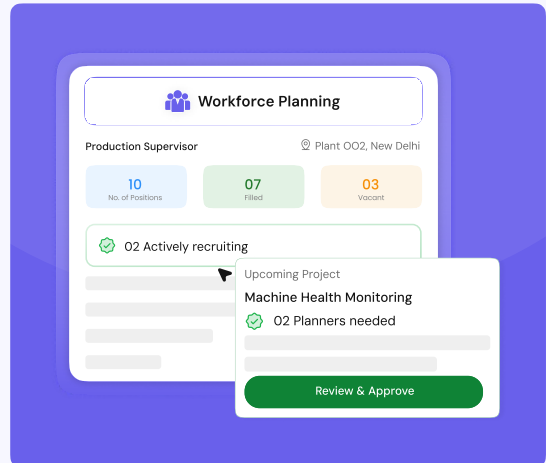 Workforce Planning
Production Supervisor
Plant OO2, New Delhi
10
No. of Positions
07
Filled
03
Vacant
02 Actively recruiting
Upcoming Project
Machine Health Monitoring
02 Planners needed
Review & Approve